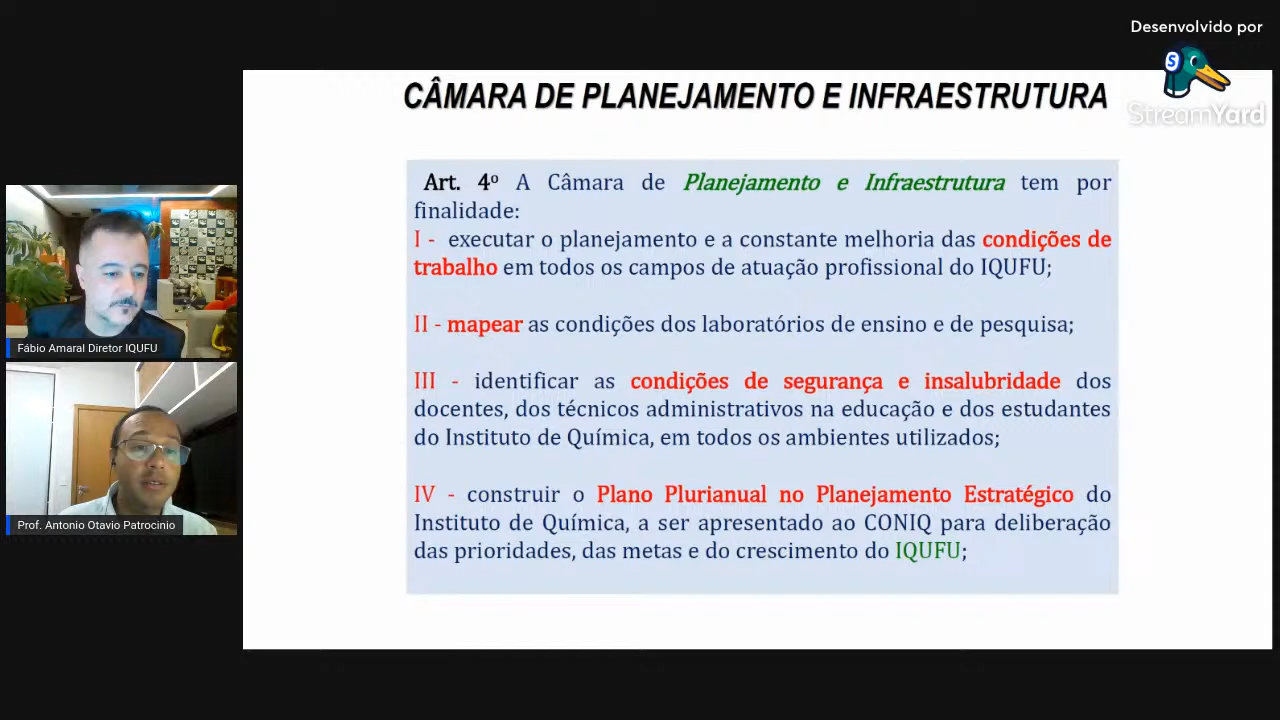 Desenvolvido por
StreamYard
CÂMARA DE PLANEJAMENTO E INFRAESTRUTURA
Art. 4º A Câmara de Planejamento e Infraestrutura tem por
finalidade:
I - executar o planejamento e a constante melhoria das condições de
trabalho em todos os campos de atuação profissional do IQUFU;
II - mapear as condições dos laboratórios de ensino e de pesquisa;
III - identificar as condições de segurança e insalubridade dos
docentes, dos técnicos administrativos na educação e dos estudantes
do Instituto de Química, em todos os ambientes utilizados;
IV - construir o Plano Plurianual no Planejamento Estratégico do
Instituto de Química, a ser apresentado ao CONIQ para deliberação
das prioridades, das metas e do crescimento do IQUFU;
Fábio Amaral Diretor IQUFU
Prof. Antonio Otavio Patrocinio